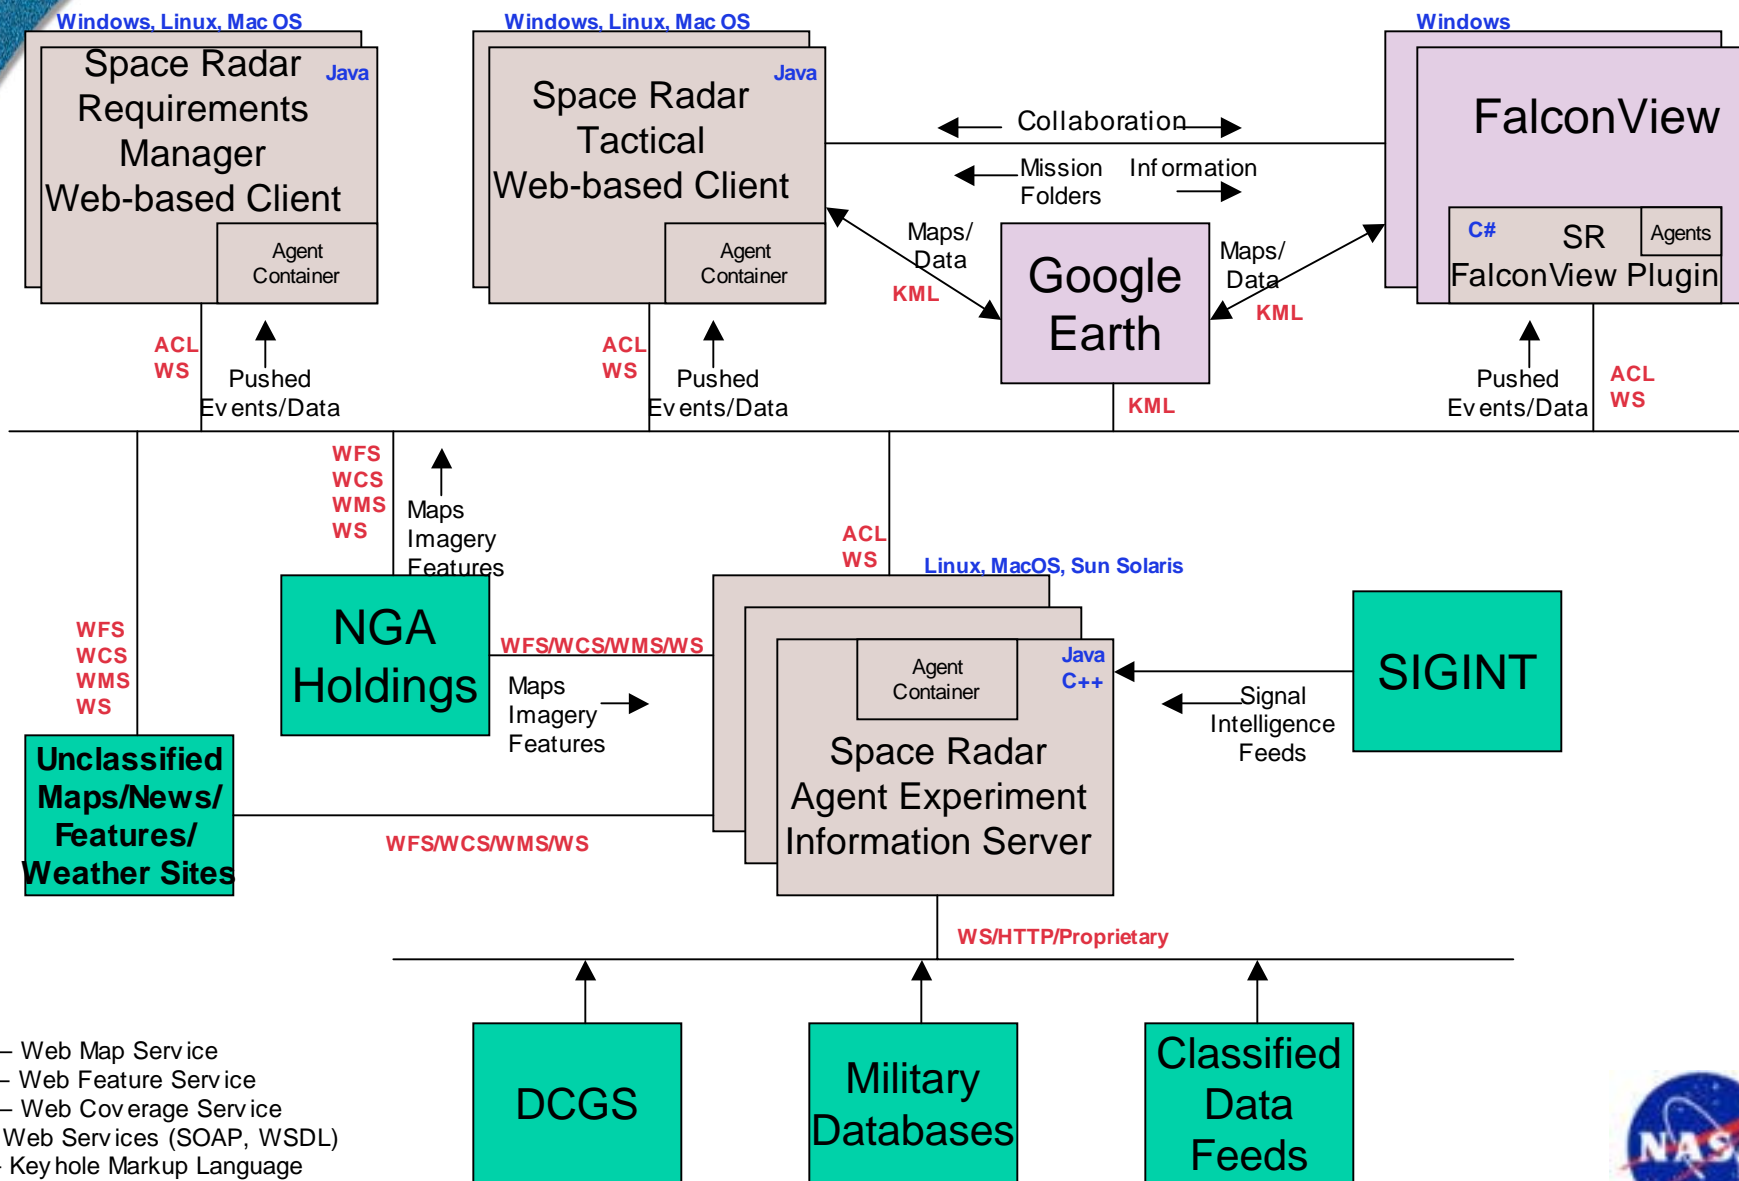 Windows, Linux, Mac OS
Space Radar
Java
Requirements
Manager
Web-based Client
Agent
Container
Windows, Linux, Mac OS
Java
Space Radar
Tactical
Web-based Client
Agent
Container
Collaboration
Mission
Folders
Information
Windows
FalconView
C#
SR
Agents
FalconView Plugin
Maps/
Data
KML
Google
Earth
Maps/
Data
KML
ACL
WS
Pushed
Events/Data
ACL
WS
Pushed
Events/Data
KML
Pushed
Events/Data
ACL
WS
WFS
WCS
WMS
WS
Maps
Imagery
Features
ACL
WS
Linux, MacOS, Sun Solaris
WFS
WCS
WMS
WS
NGA
Holdings
WFS/WCS/WMS/WS
Maps
Imagery
Features
Agent
Container
Java
C++
Space Radar
Agent Experiment
Information Server
Signal
Intelligence
Feeds
SIGINT
Unclassified
Maps/News/
Features/
Weather Sites
WFS/WCS/WMS/WS
WS/HTTP/Proprietary
DCGS
Military
Databases
Classified
Data
Feeds
– Web Map Service
– Web Feature Service
– Web Coverage Service
Web Services (SOAP, WSDL)
- Keyhole Markup Language